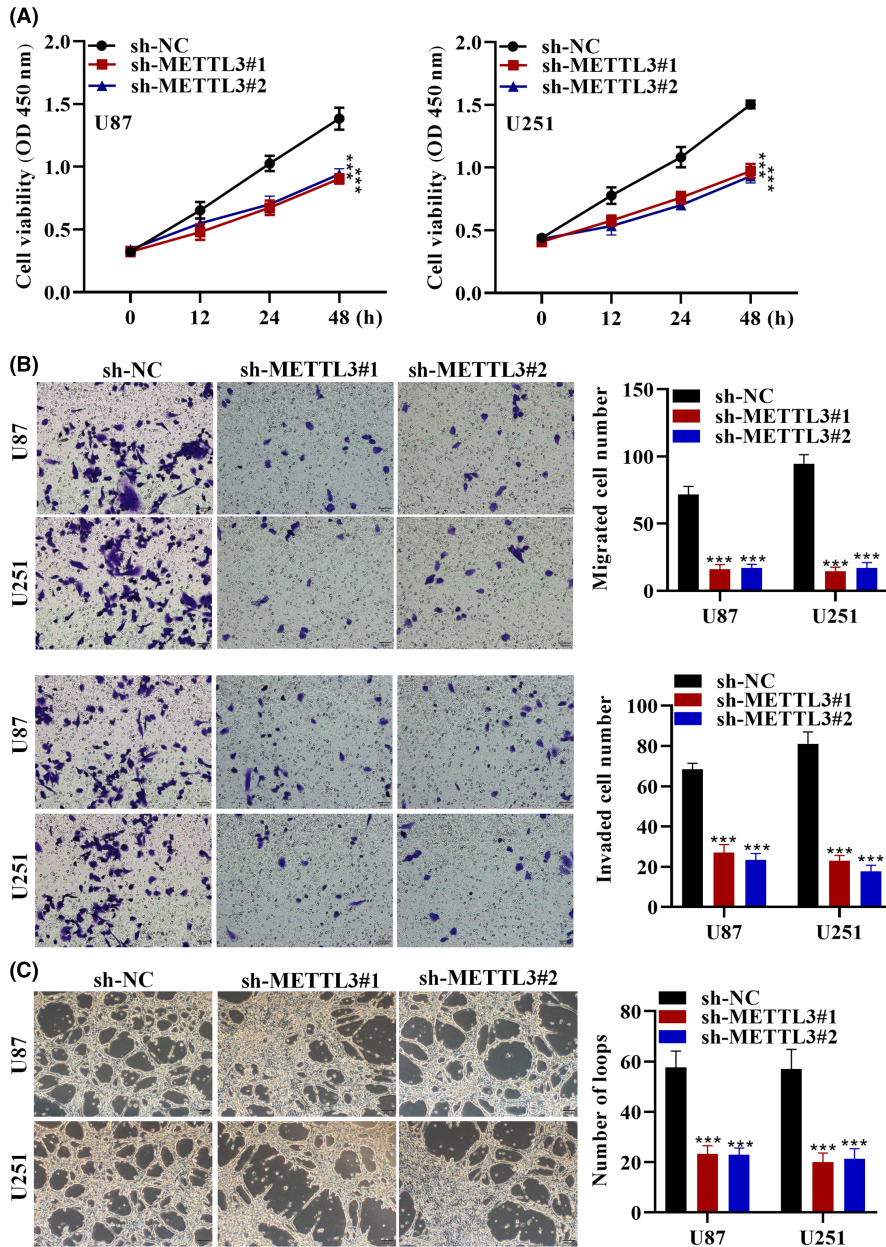 (A)
sh-NC
sh-METTL3#1
sh-METTL3#2
U87
Cell viability (OD 450 nm)
2.0
1.5
1.0
0.5
0.0
0 12 24 48 (h)
***
***
sh-NC
sh-METTL3#1
sh-METTL3#2
U251
Cell viability (OD 450 nm)
2.0
1.5
1.0
0.5
0.0
0 12 24 48 (h)
***
***
(B)
sh-NC sh-METTL3#1 sh-METTL3#2
U87
U251
U87
U251
Migrated cell number
150
100
50
0
sh-NC
sh-METTL3#1
sh-METTL3#2
*** *** *** ***
U87 U251
Invaded cell number
100
80
60
40
20
0
sh-NC
sh-METTL3#1
sh-METTL3#2
*** *** *** ***
U87 U251
(C)
sh-NC sh-METTL3#1 sh-METTL3#2
U87
U251
Number of loops
80
60
40
20
0
sh-NC
sh-METTL3#1
sh-METTL3#2
*** *** *** ***
U87 U251